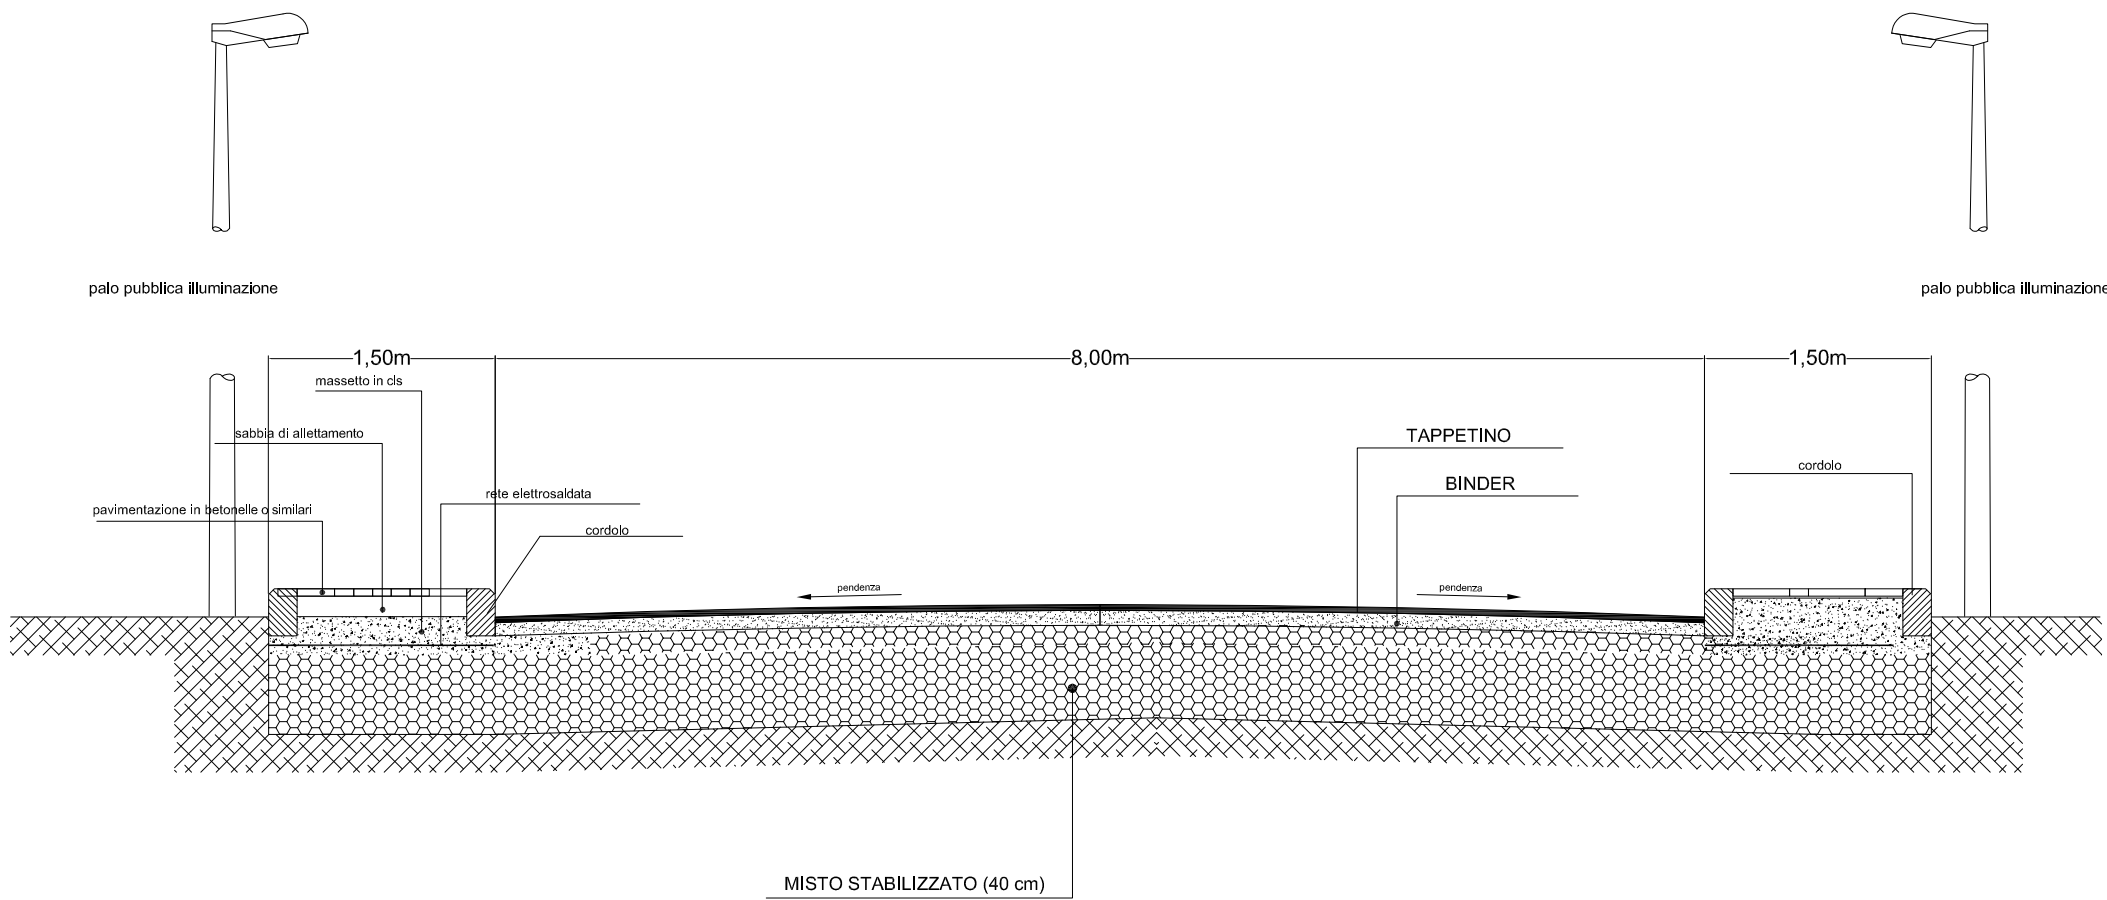 palo pubblica illuminazione
palo pubblica illuminazione
1,50m
8,00m
1,50m
massetto in cls
sabbia di allettamento
TAPPETINO
cordolo
BINDER
rete elettrosaldata
pavimentazione in betonelle o similari
cordolo
pendenza
pendenza
MISTO STABILIZZATO (40 cm)